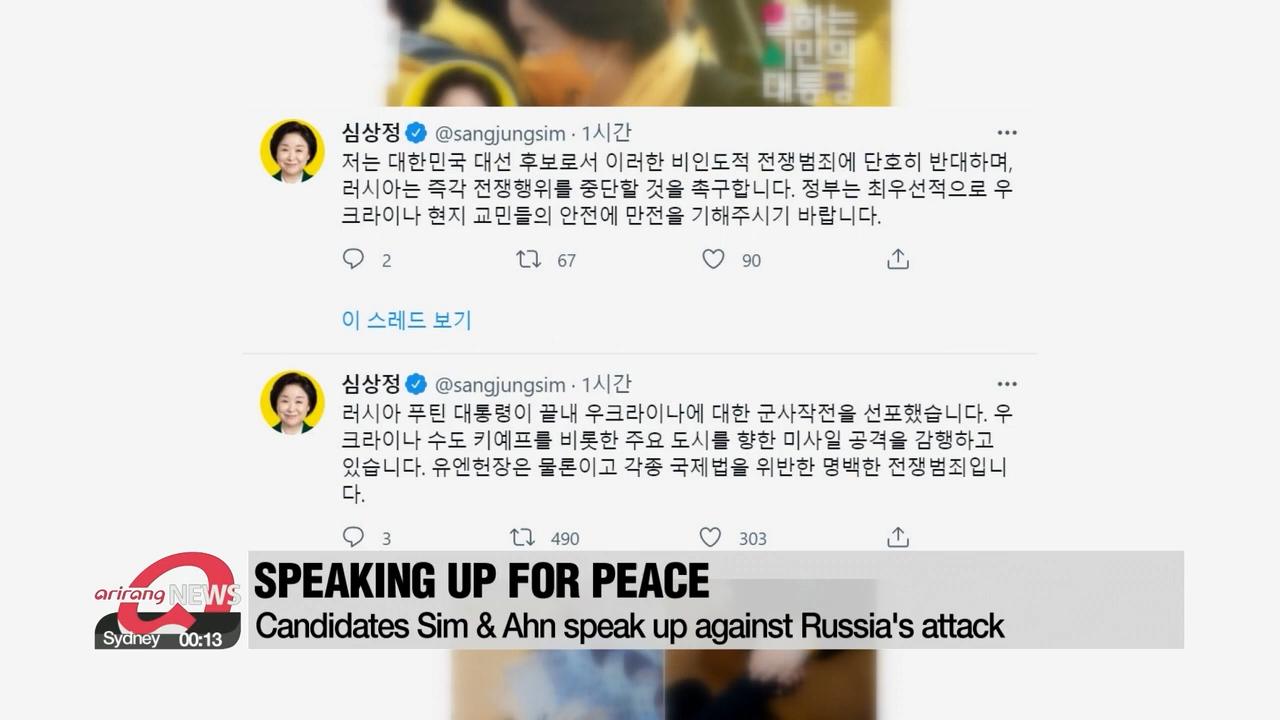 일하는
시민의
대통령
심상정 @sangjungsim · 1시간
저는 대한민국 대선 후보로서 이러한 비인도적 전쟁범죄에 단호히 반대하며,
러시아는 즉각 전쟁행위를 중단할 것을 촉구합니다. 정부는 최우선적으로 우
크라이나 현지 교민들의 안전에 만전을 기해주시기 바랍니다.
2 67 90
이 스레드 보기
심상정 @sangjungsim · 1시간
러시아 푸틴 대통령이 끝내 우크라이나에 대한 군사작전을 선포했습니다. 우
크라이나 수도 키예프를 비롯한 주요 도시를 향한 미사일 공격을 감행하고
있습니다. 유엔헌장은 물론이고 각종 국제법을 위반한 명백한 전쟁범죄입니
다.
3 490 303
arirang NEWS
Sydney 00:13
SPEAKING UP FOR PEACE
Candidates Sim & Ahn speak up against Russia's attack